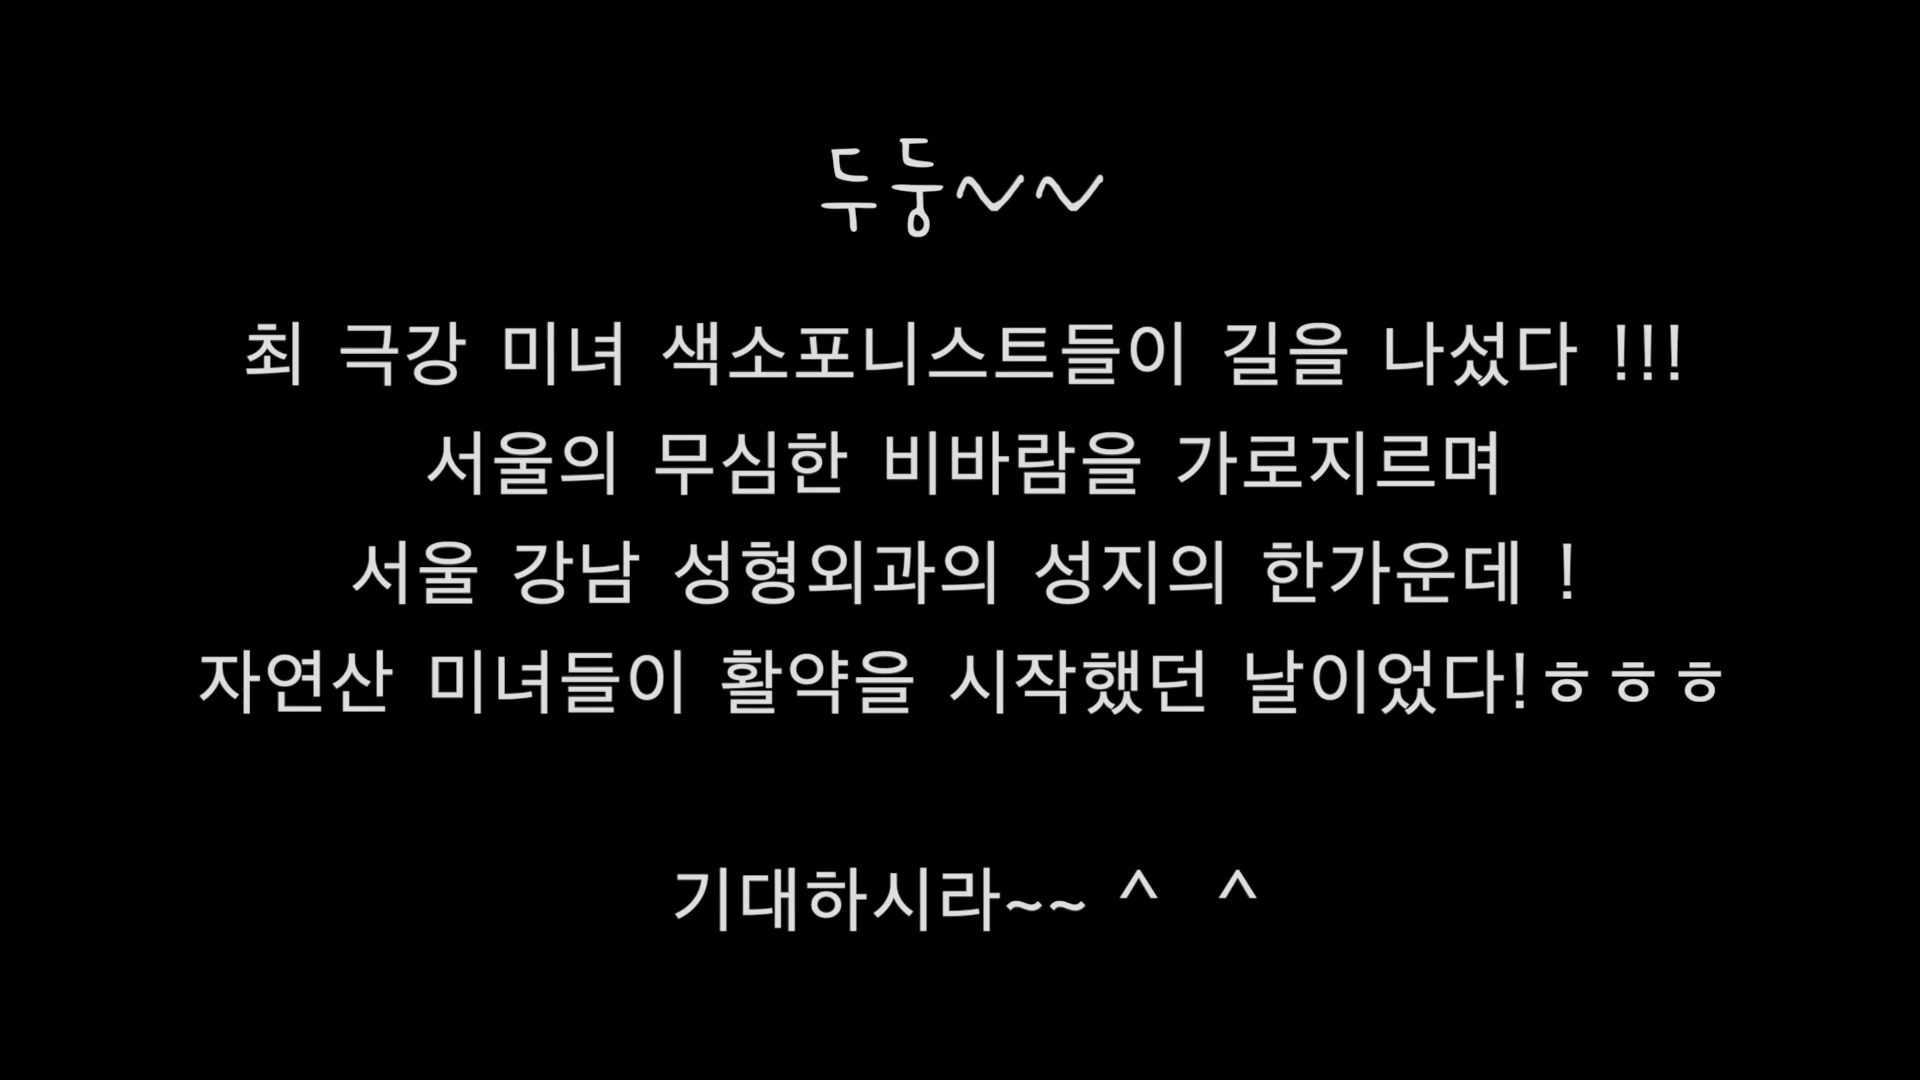 두둥~~
최 극강 미녀 색소포니스트들이 길을 나섰다 !!!
서울의 무심한 비바람을 가로지르며
서울 강남 성형외과의 성지의 한가운데 !
자연산 미녀들이 활약을 시작했던 날이었다!ㅎㅎㅎ
기대하시라~~ ^ ^